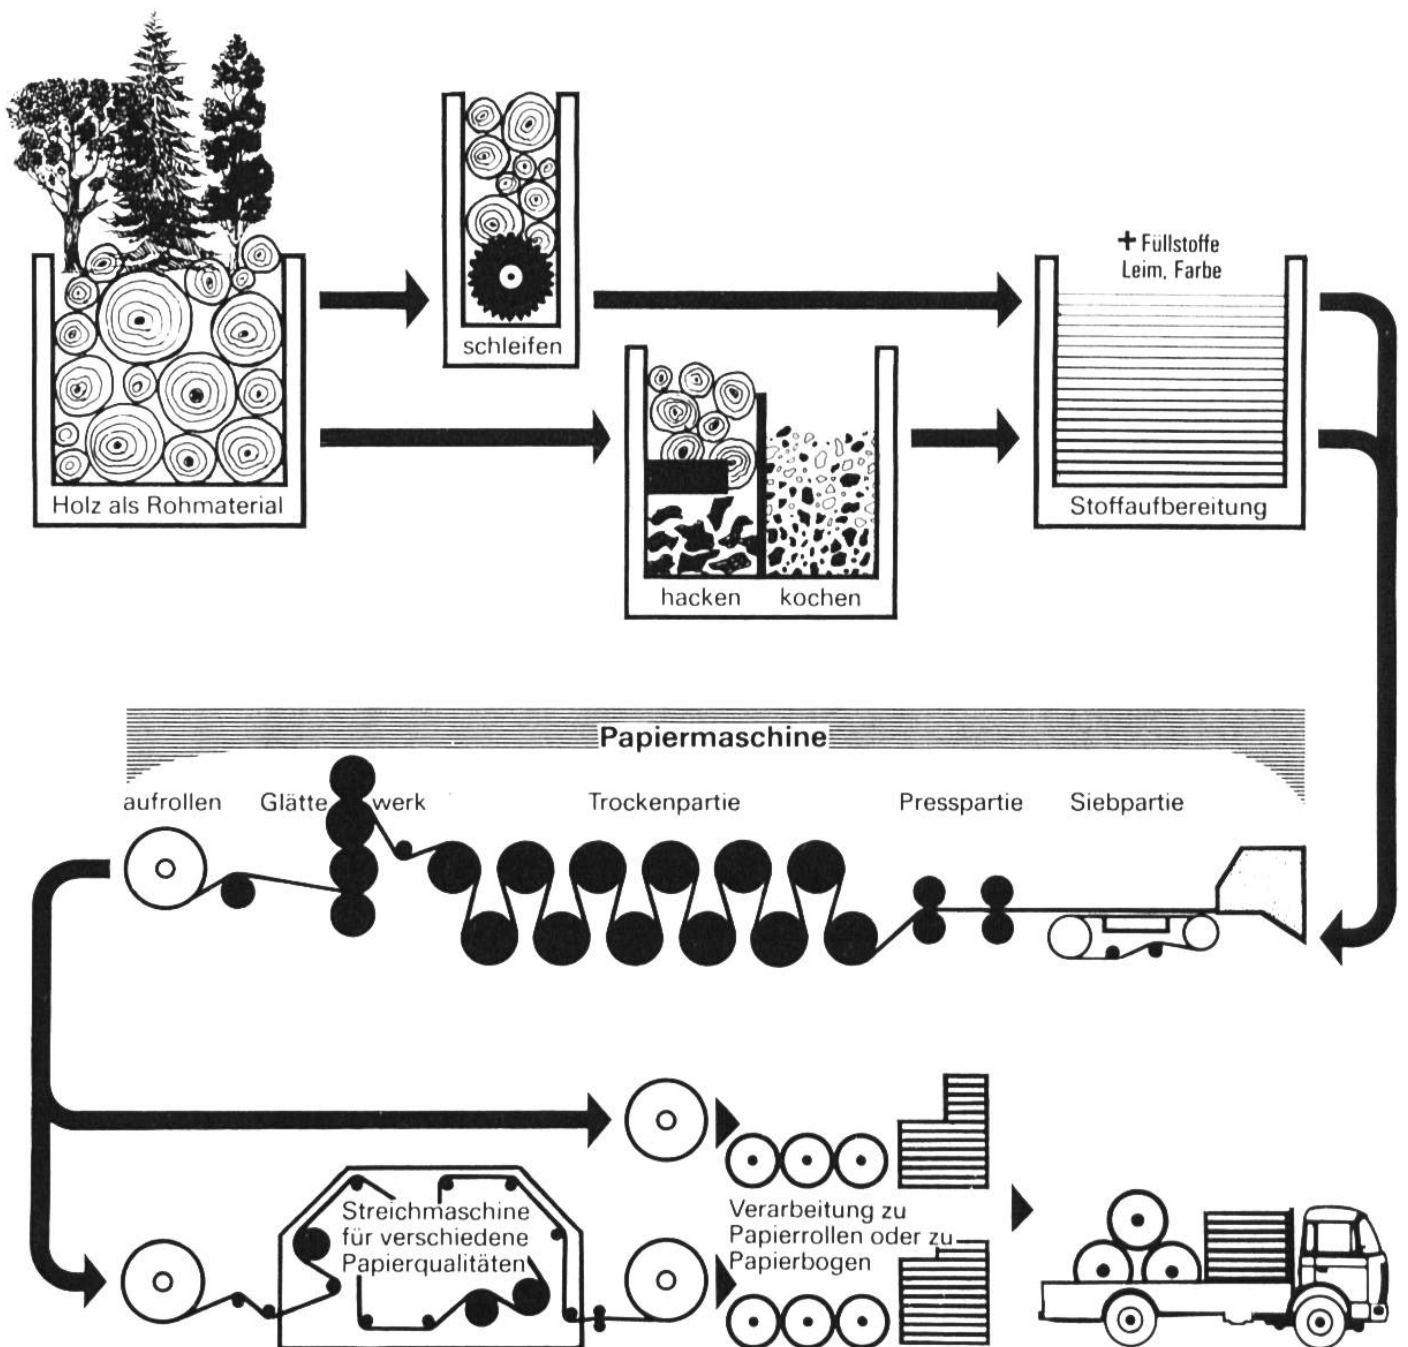 + Füllstoffe
Leim, Farbe
schleifen
Holz als Rohmaterial
Stoffaufbereitung
hacken kochen
Papiermaschine
aufrollen Glätte werk Trockenpartie Presspartie Siebpartie
Streichmaschine
für verschiedene
Papierqualitäten
Verarbeitung zu
Papierrollen oder zu
Papierbogen